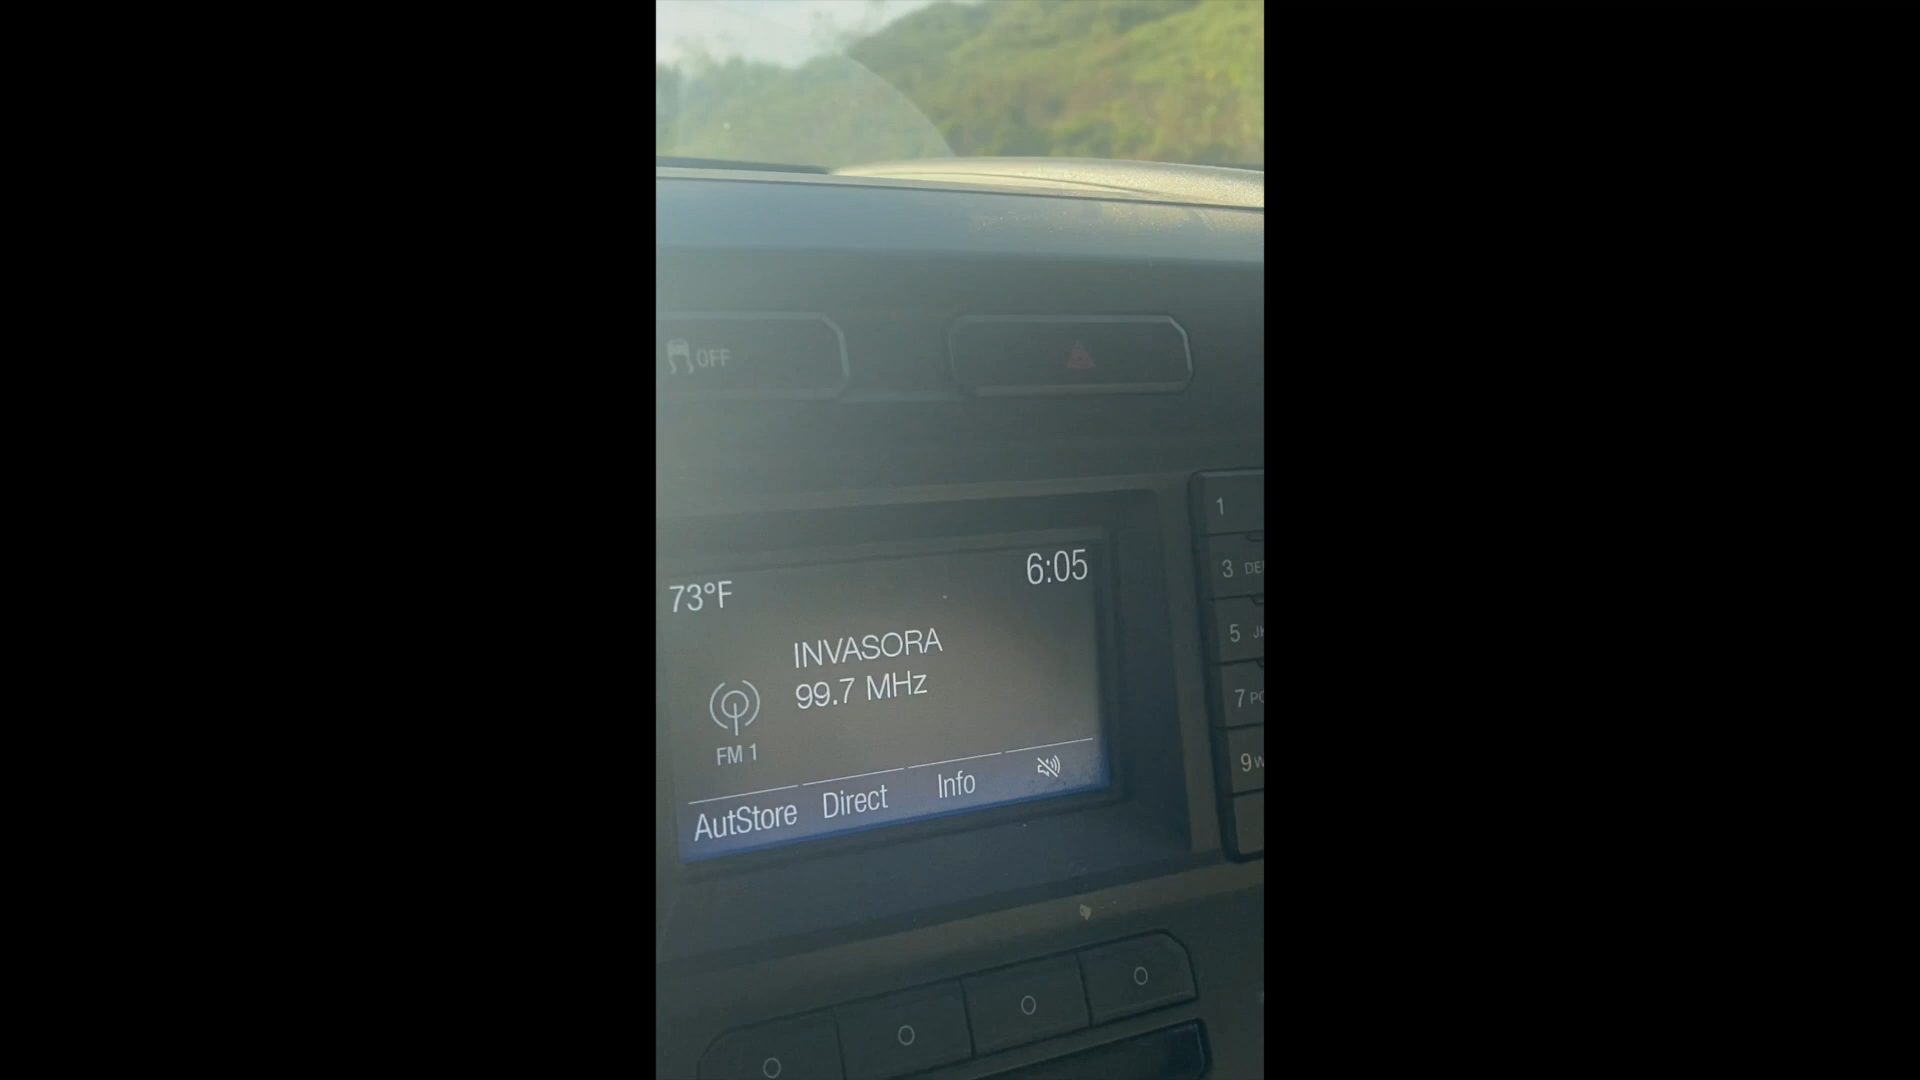 OFF
73°F
6:05
INVASORA
99.7 MHz
FM 1
AutStore
Direct
Info
1
3
5
7
9